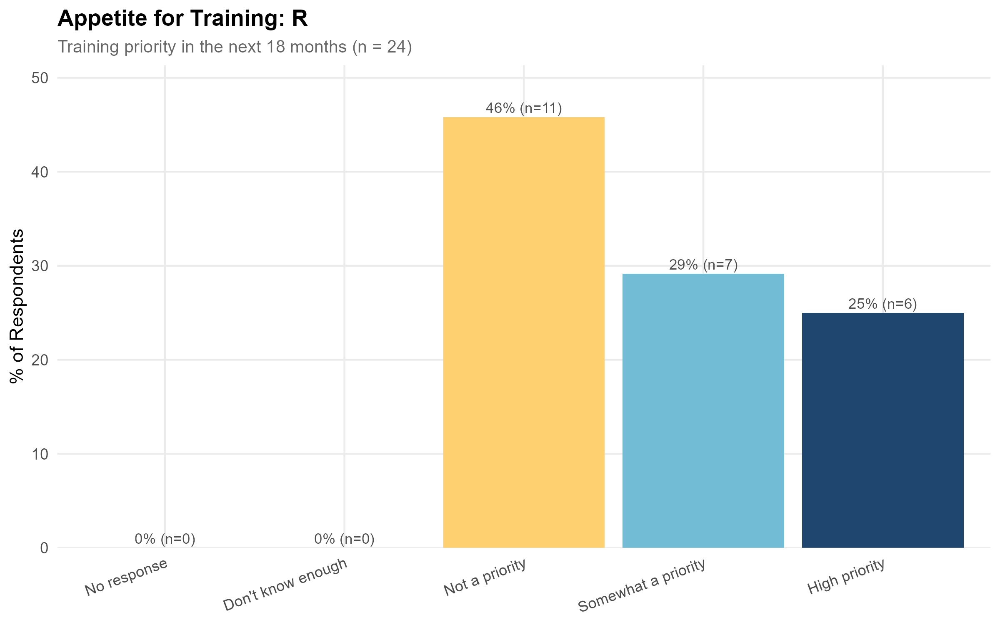 Appetite for Training: R
Training priority in the next 18 months (n = 24)
% of Respondents
50
40
30
20
10
0
46% (n=11)
29% (n=7)
25% (n=6)
0% (n=0)
0% (n=0)
No response
Don't know enough
Not a priority
Somewhat a priority
High priority